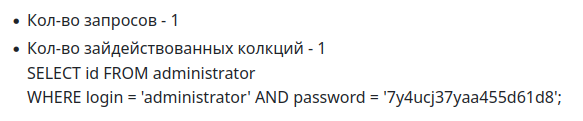 • Кол-во запросов - 1
• Кол-во зайдействованных колкций - 1
SELECT id FROM administrator
WHERE login = 'administrator' AND password = '7y4ucj37yaa455d61d8';